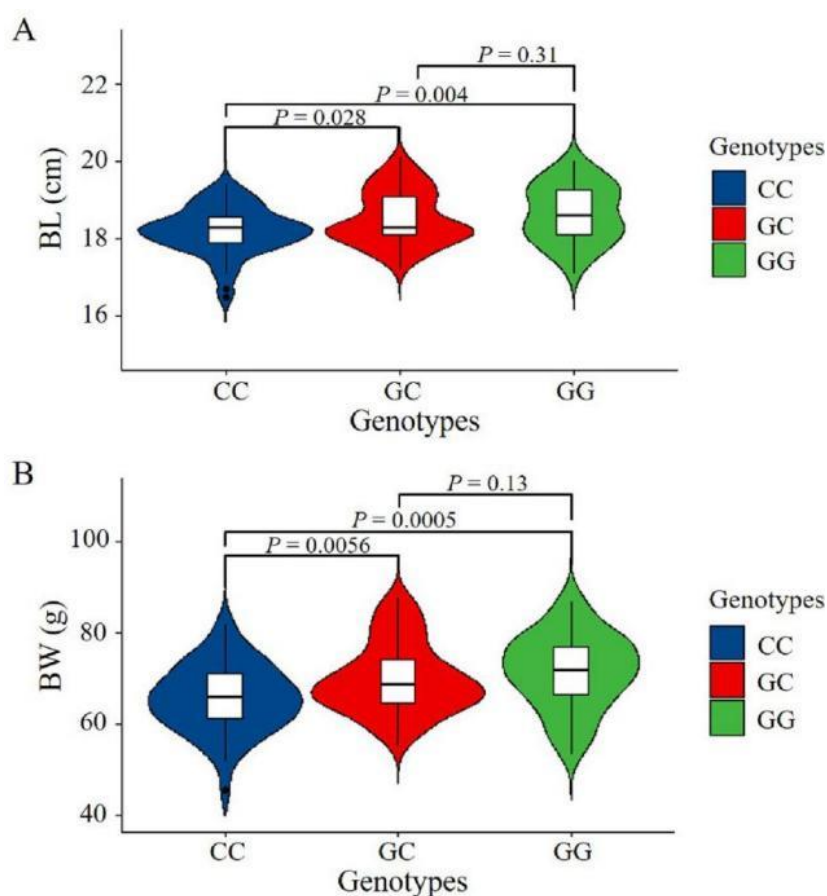 A
22
20
18
16
BL (cm)
P = 0.31
P = 0.004
P = 0.028
CC
GC
GG
Genotypes
Genotypes
CC
GC
GG
B
100
80
60
40
BW (g)
P = 0.13
P = 0.0005
P = 0.0056
CC
GC
GG
Genotypes
Genotypes
CC
GC
GG